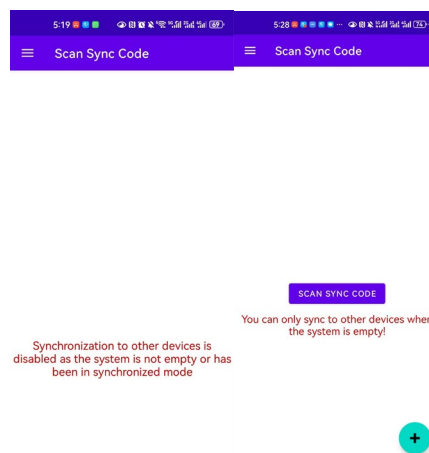 5:19
69
Scan Sync Code
Synchronization to other devices is
disabled as the system is not empty or has
been in synchronized mode
5:28
74
Scan Sync Code
SCAN SYNC CODE
You can only sync to other devices when
the system is empty!
+